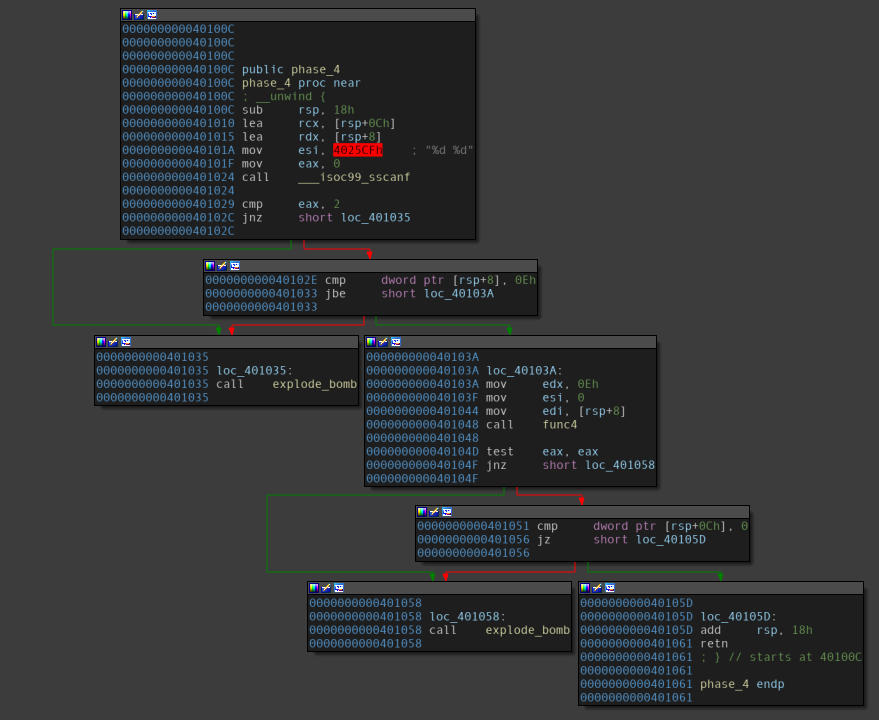 000000000040100C
000000000040100C
000000000040100C
000000000040100C public phase_4
000000000040100C phase_4 proc near
000000000040100C ; __unwind {
000000000040100C sub rsp, 18h
0000000000401010 lea rcx, [rsp+0Ch]
0000000000401015 lea rdx, [rsp+8]
000000000040101A mov esi, 4025CFh ; "%d %d"
000000000040101F mov eax, 0
0000000000401024 call ___isoc99_sscanf
0000000000401024
0000000000401029 cmp eax, 2
000000000040102C jnz short loc_401035
000000000040102C
000000000040102E cmp dword ptr [rsp+8], 0Eh
0000000000401033 jbe short loc_40103A
0000000000401033
0000000000401035
0000000000401035 loc_401035:
0000000000401035 call explode_bomb
0000000000401035
000000000040103A
000000000040103A loc_40103A:
000000000040103A mov edx, 0Eh
000000000040103F mov esi, 0
0000000000401044 mov edi, [rsp+8]
0000000000401048 call func4
0000000000401048
000000000040104D test eax, eax
000000000040104F jnz short loc_401058
000000000040104F
0000000000401051 cmp dword ptr [rsp+0Ch], 0
0000000000401056 jz short loc_40105D
0000000000401056
0000000000401058
0000000000401058 loc_401058:
0000000000401058 call explode_bomb
0000000000401058
000000000040105D
000000000040105D loc_40105D:
000000000040105D add rsp, 18h
0000000000401061 retn
0000000000401061 ; } // starts at 40100C
0000000000401061
0000000000401061 phase_4 endp
0000000000401061